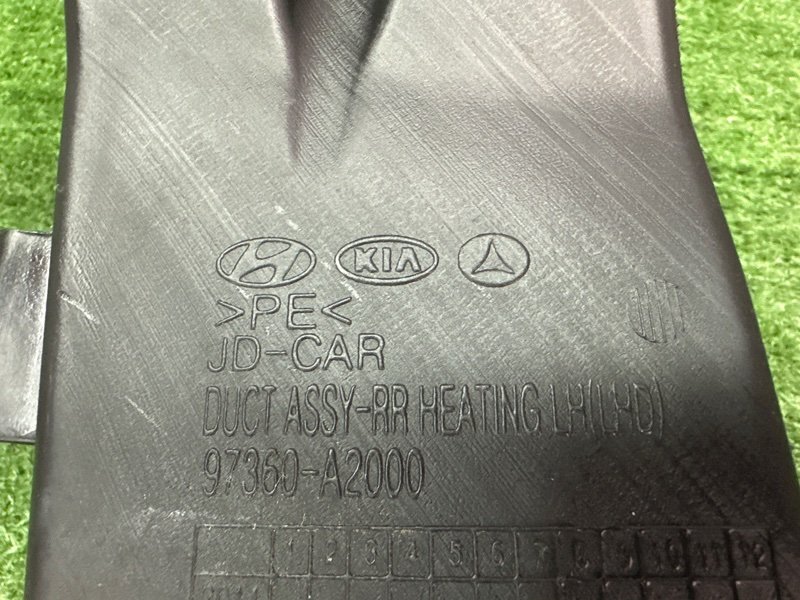 KIA
>PE<
JD-CAR
DUCT ASSY-RR HEATING LH(LHD)
97360-A2000
1 2 3 4 5 6 7 8 9 10 11 12